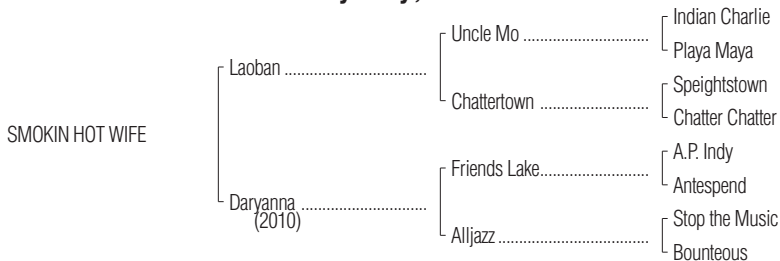 Indian Charlie
Uncle Mo ................................
Playa Maya
Laoban ....................................
Speightstown
Chattertown ...........................
Chatter Chatter
SMOKIN HOT WIFE
A.P. Indy
Friends Lake...........................
Antespend
Daryanna ...............................
(2010)
Stop the Music
Alljazz .....................................
Bounteous